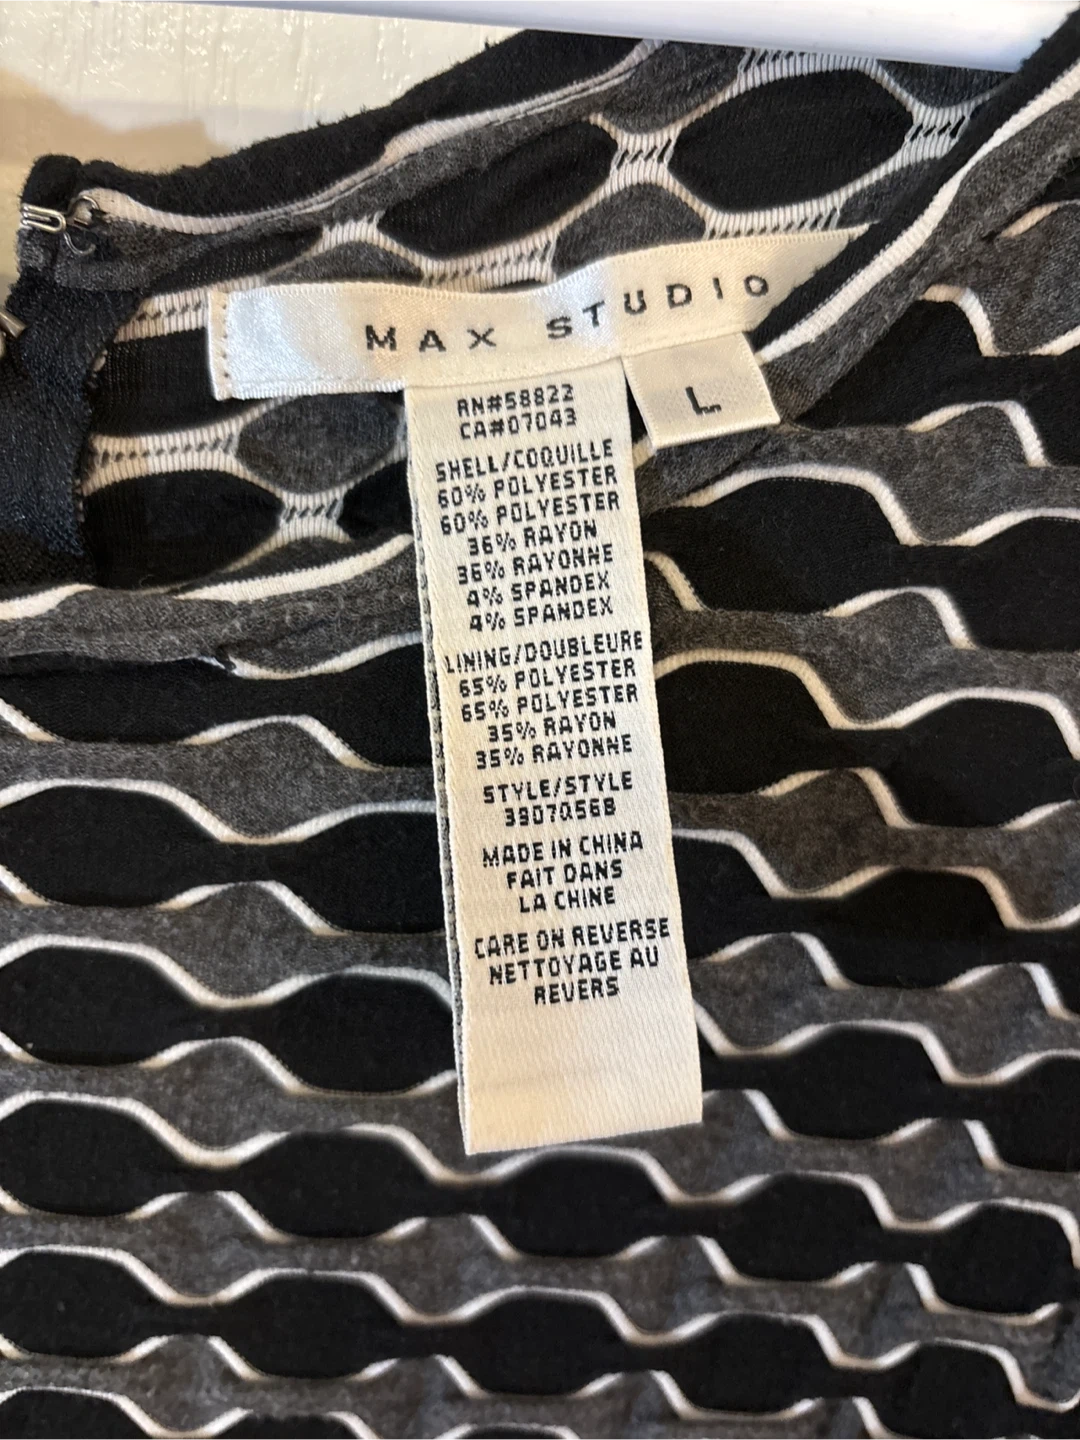 MAX STUDIO
L
RN#58822
CA#07043
SHELL/COQUILLE
60% POLYESTER
60% POLYESTER
36% RAYON
36% RAYONNE
4% SPANDEX
4% SPANDEX
LINING/DOUBLEURE
65% POLYESTER
65% POLYESTER
35% RAYON
35% RAYONNE
STYLE/STYLE
3907Q56B
MADE IN CHINA
FAIT DANS
LA CHINE
CARE ON REVERSE
NETTOYAGE AU
REVERS